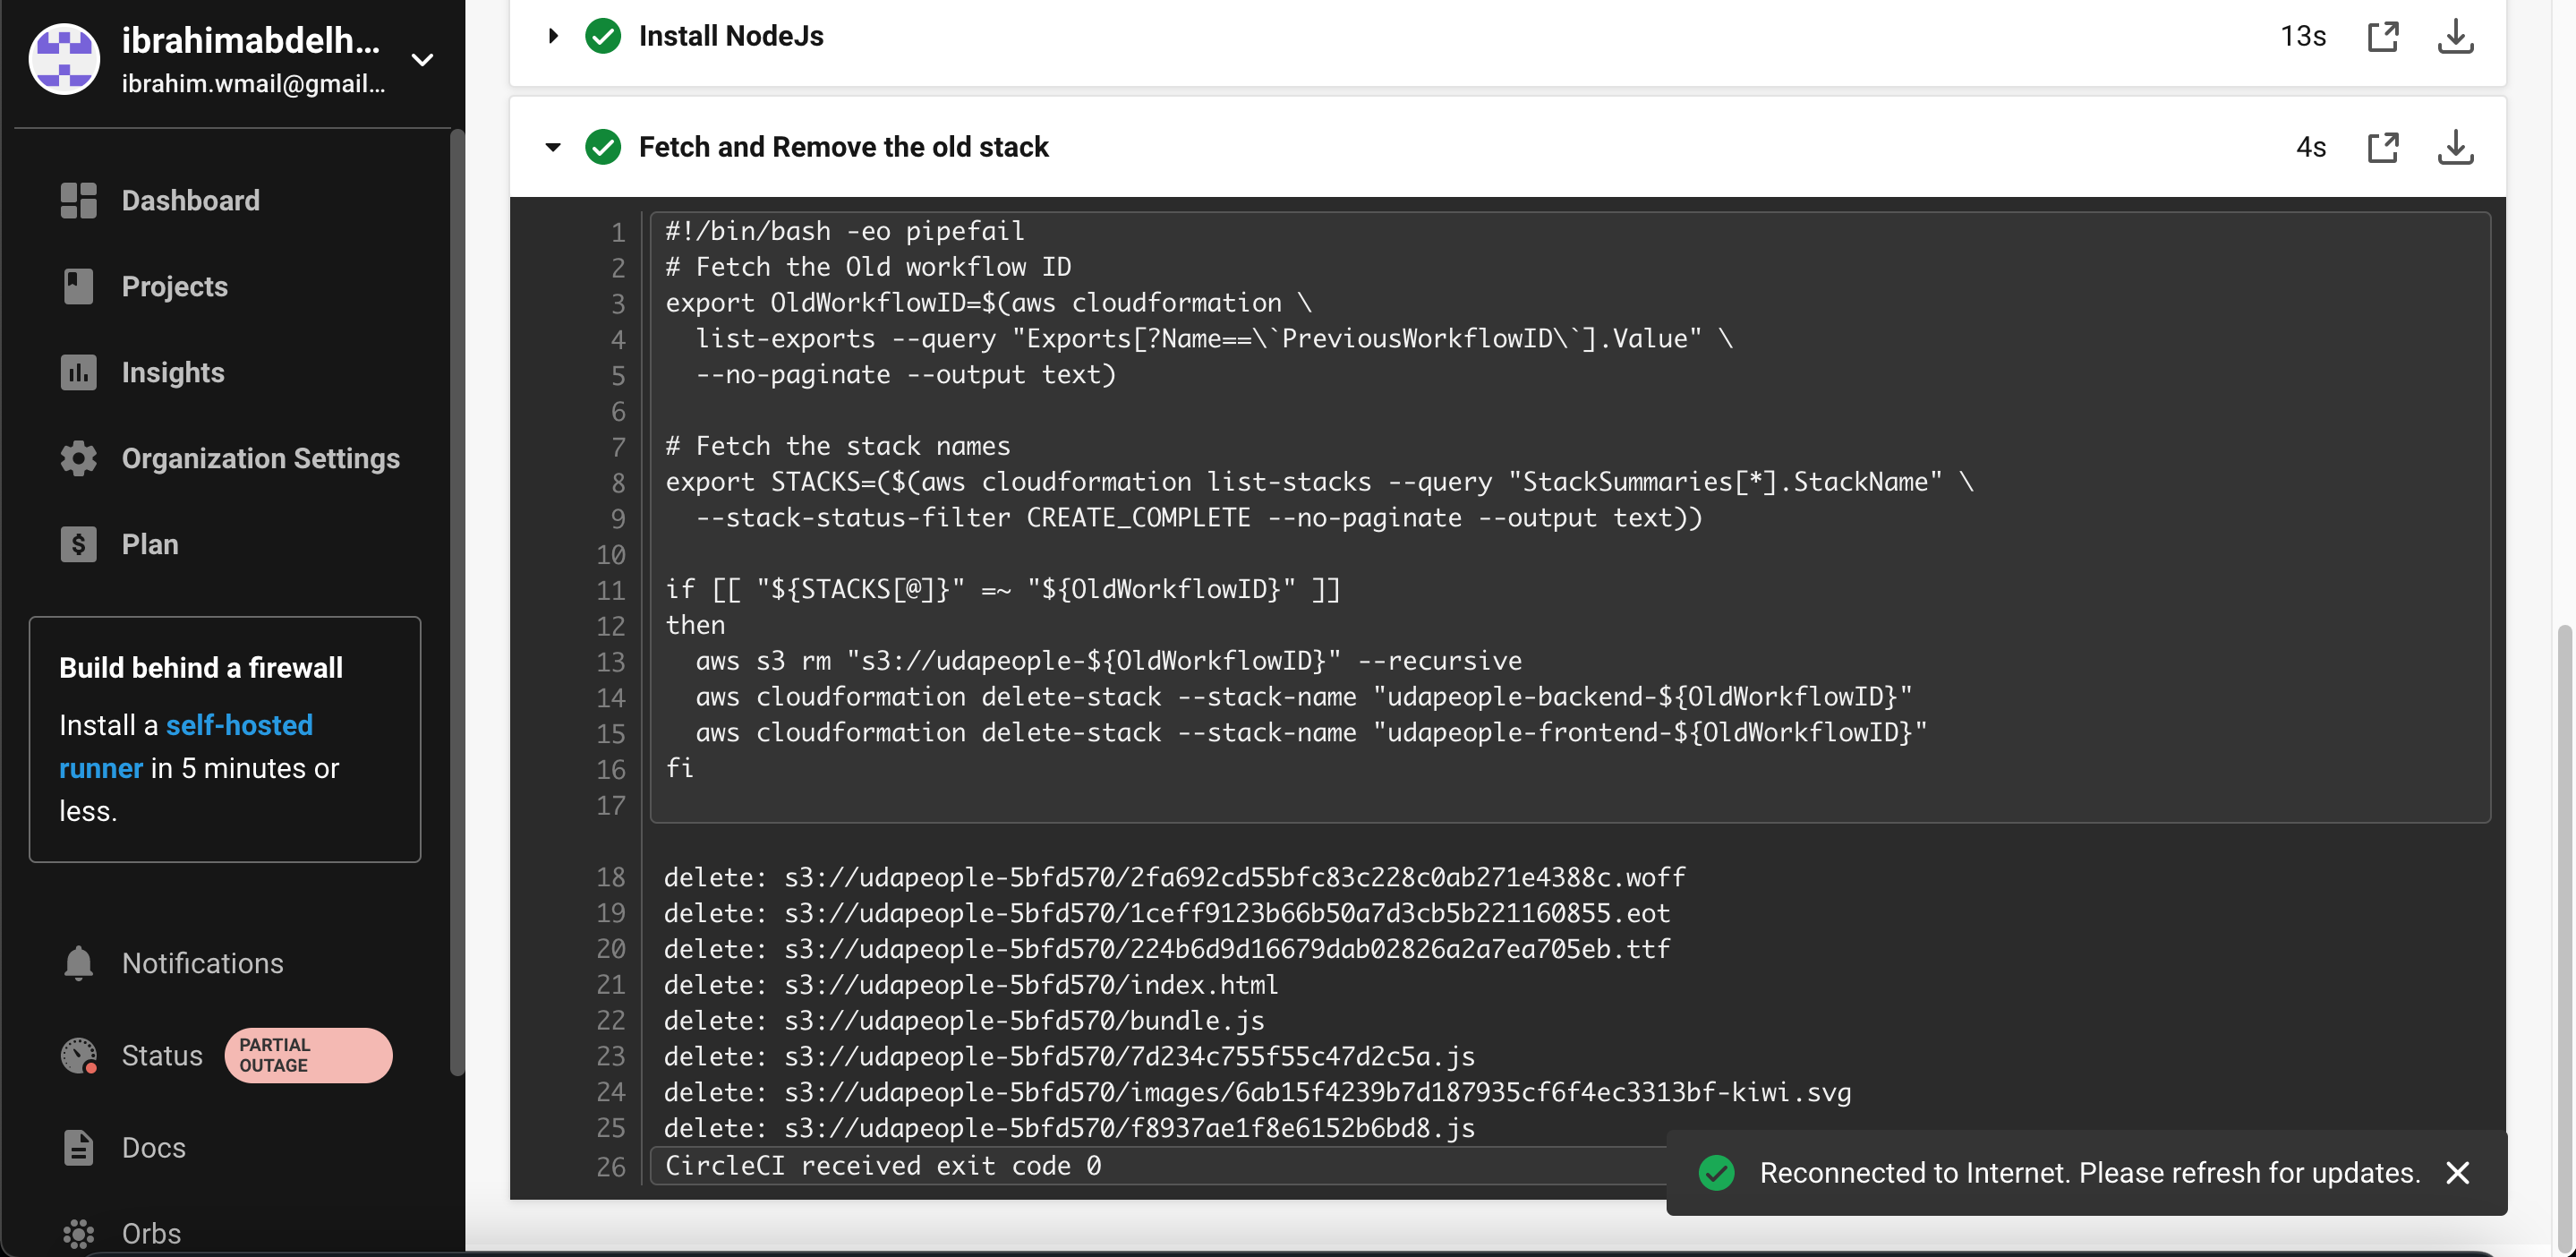 ibrahimabdelh...
ibrahim.wmail@gmail...
Dashboard
Projects
Insights
Organization Settings
Plan
Build behind a firewall
Install a self-hosted
runner in 5 minutes or
less.
Notifications
Status
PARTIAL
OUTAGE
Docs
Orbs
Install NodeJs
13s
Fetch and Remove the old stack
4s
1 #!/bin/bash -eo pipefail
2 # Fetch the Old workflow ID
3 export OldWorkflowID=$(aws cloudformation \
4   list-exports --query "Exports[?Name==\`PreviousWorkflowID\`].Value" \
5   --no-paginate --output text)
6
7 # Fetch the stack names
8 export STACKS=($(aws cloudformation list-stacks --query "StackSummaries[*].StackName" \
9   --stack-status-filter CREATE_COMPLETE --no-paginate --output text))
10
11 if [[ "${STACKS[@]}" =~ "${OldWorkflowID}" ]]
12 then
13   aws s3 rm "s3://udapeople-${OldWorkflowID}" --recursive
14   aws cloudformation delete-stack --stack-name "udapeople-backend-${OldWorkflowID}"
15   aws cloudformation delete-stack --stack-name "udapeople-frontend-${OldWorkflowID}"
16 fi
17
18 delete: s3://udapeople-5bfd570/2fa692cd55bfc83c228c0ab271e4388c.woff
19 delete: s3://udapeople-5bfd570/1ceff9123b66b50a7d3cb5b221160855.eot
20 delete: s3://udapeople-5bfd570/224b6d9d16679dab02826a2a7ea705eb.ttf
21 delete: s3://udapeople-5bfd570/index.html
22 delete: s3://udapeople-5bfd570/bundle.js
23 delete: s3://udapeople-5bfd570/7d234c755f55c47d2c5a.js
24 delete: s3://udapeople-5bfd570/images/6ab15f4239b7d187935cf6f4ec3313bf-kiwi.svg
25 delete: s3://udapeople-5bfd570/f8937ae1f8e6152b6bd8.js
26 CircleCI received exit code 0
Reconnected to Internet. Please refresh for updates.